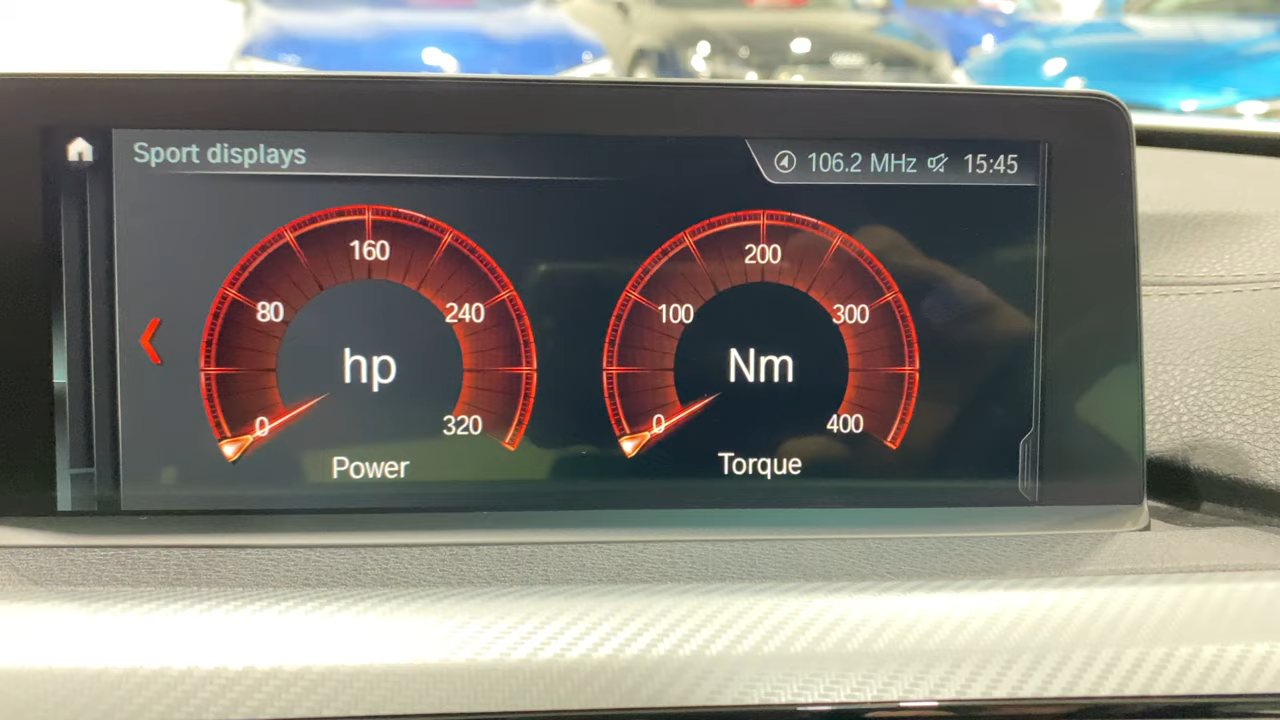 Sport displays
106.2 MHz 15:45
0 80 160 240 320
hp
Power
0 100 200 300 400
Nm
Torque